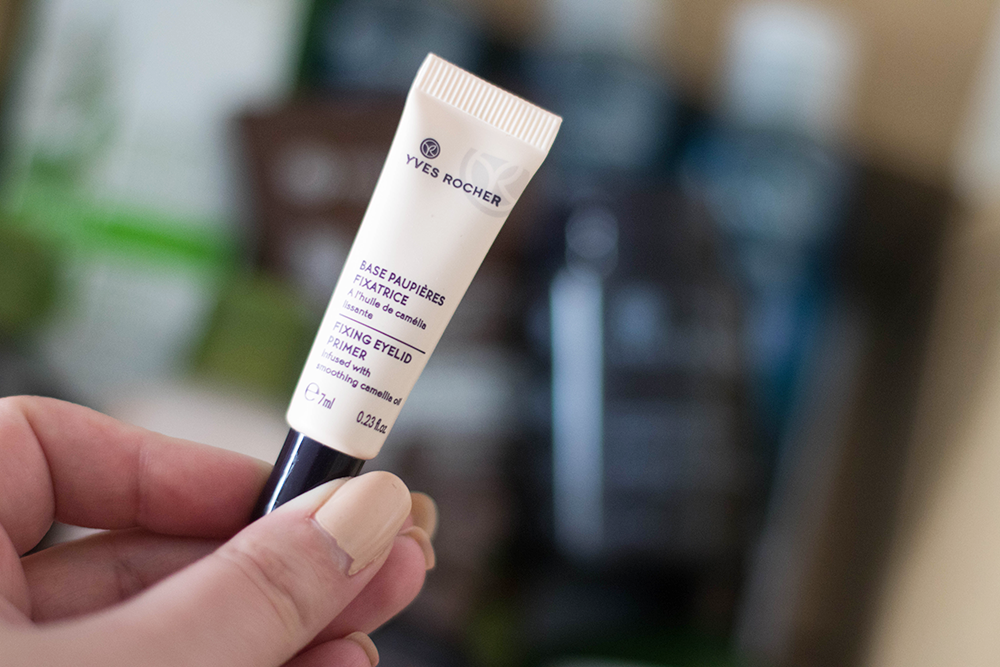 YVES ROCHER
BASE PAUPIÈRES
FIXATRICE
A l'huile de camélia
lissante
FIXING EYELID
PRIMER
Infused with
smoothing camellia oil
℮7ml 0.23 fl.oz